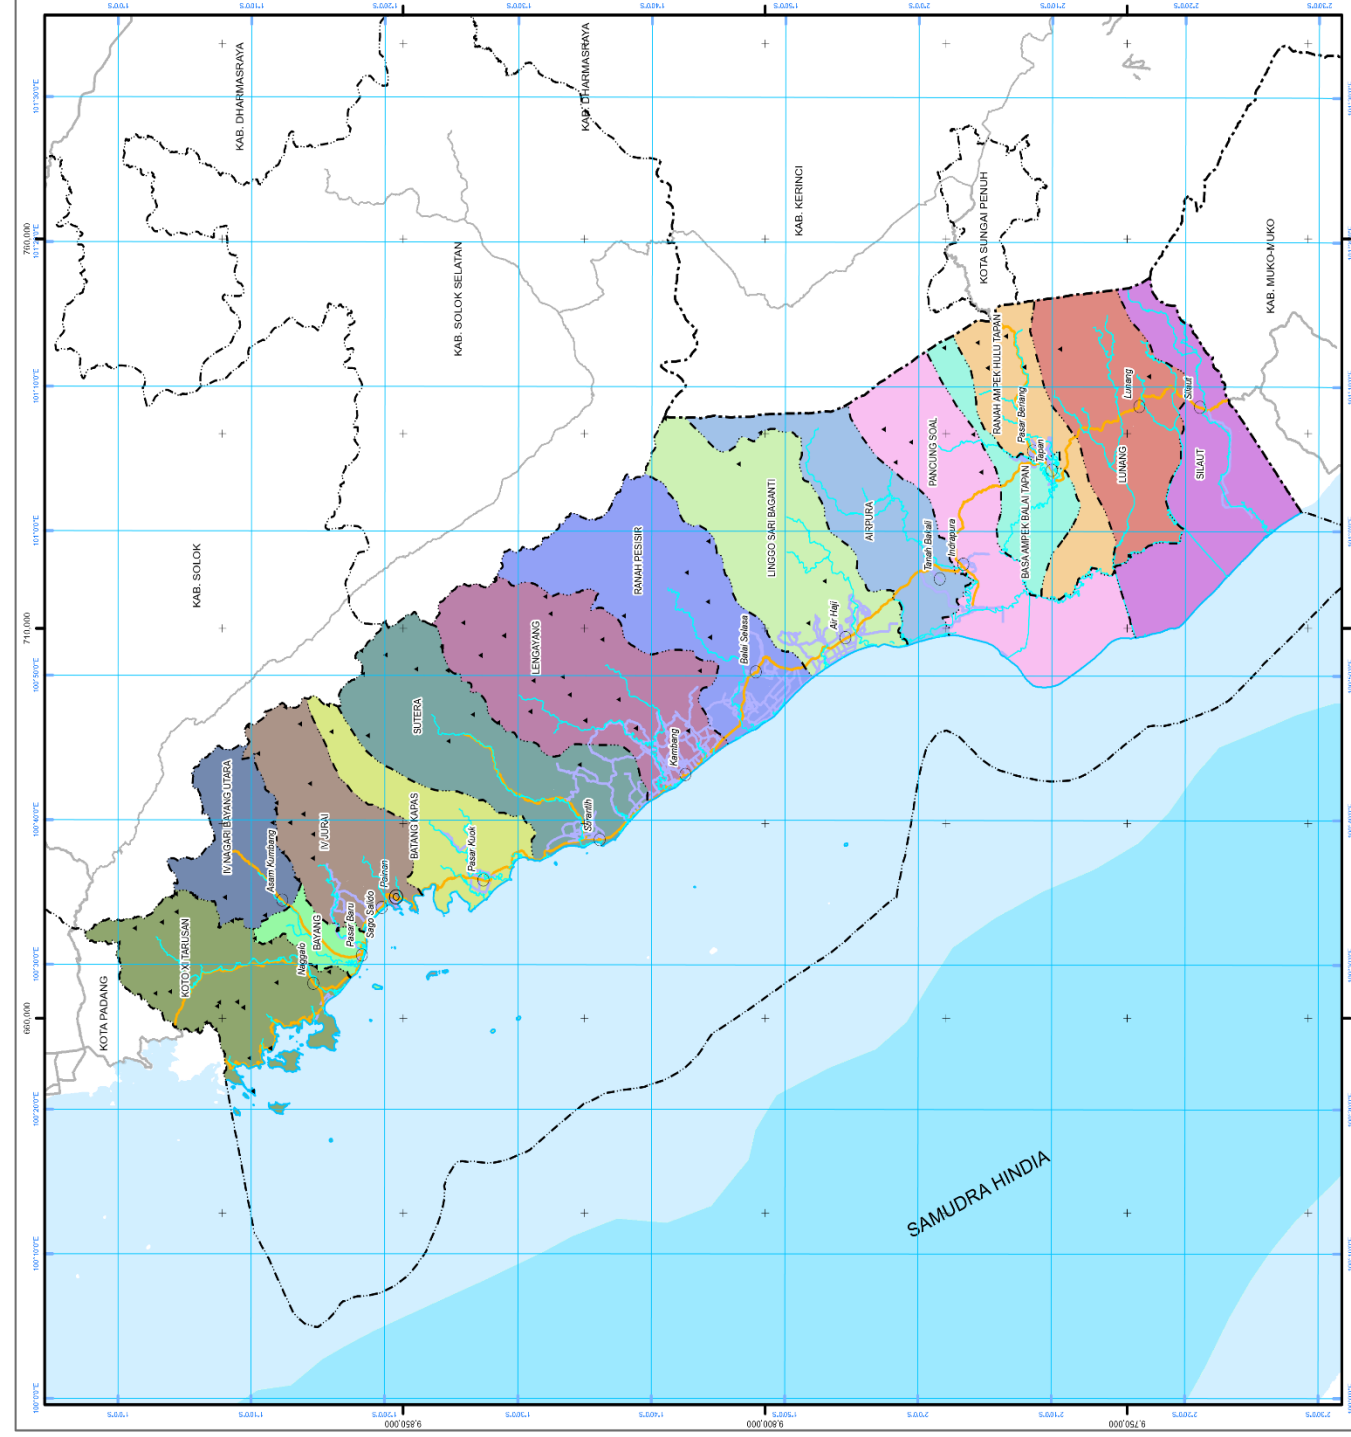 KAB. DHARMASRAYA
KAB. DHARMASRAYA
KAB. SOLOK SELATAN
KAB. KERINCI
KOTA SUNGAI PENUH
KAB. MUKO-MUKO
KAB. SOLOK
KOTA PADANG
KOTO XI TARUSAN
IV NAGARI BAYANG UTARA
BAYANG
IV JURAI
BATANG KAPAS
SUTERA
LENGAYANG
RANAH PESISIR
LINGGO SARI BAGANTI
AIRPURA
PANCUNG SOAL
BASA AMPEK BALAI TAPAN
RANAH AMPEK HULU TAPAN
LUNANG
SILAUT
Asam Kumbang
Naggalo
Pasar Baru
Sago Salido
Painan
Pasar Kuok
Surantih
Kambang
Balai Selasa
Air Haji
Tanah Bakali
Indrapura
Tapan
Pasar Beriang
Lunang
Silaut
SAMUDRA HINDIA
760,000
710,000
660,000
9,850,000
9,800,000
9,750,000